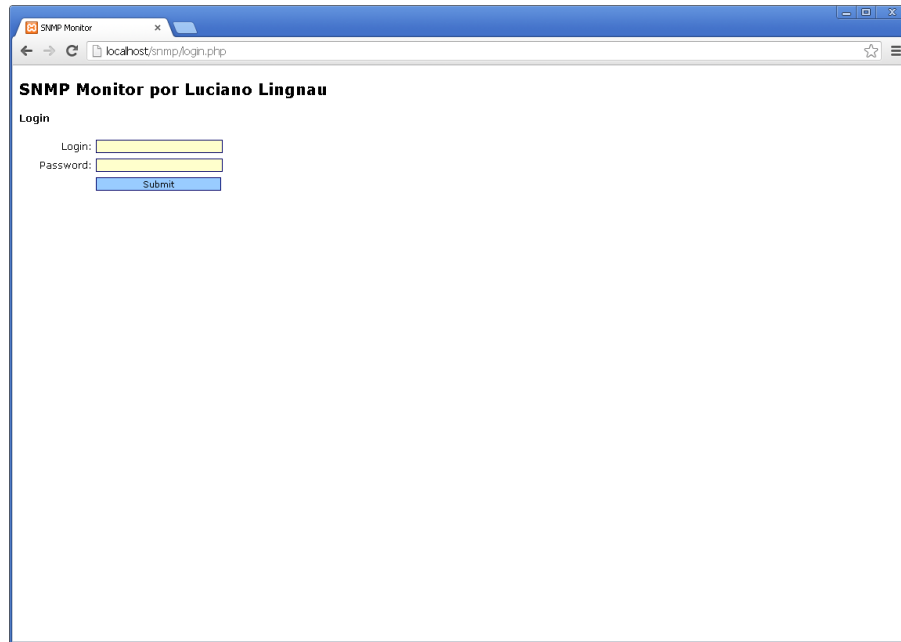 SNMP Monitor
localhost/snmp/login.php
SNMP Monitor por Luciano Lingnau
Login
Login:
Password:
Submit